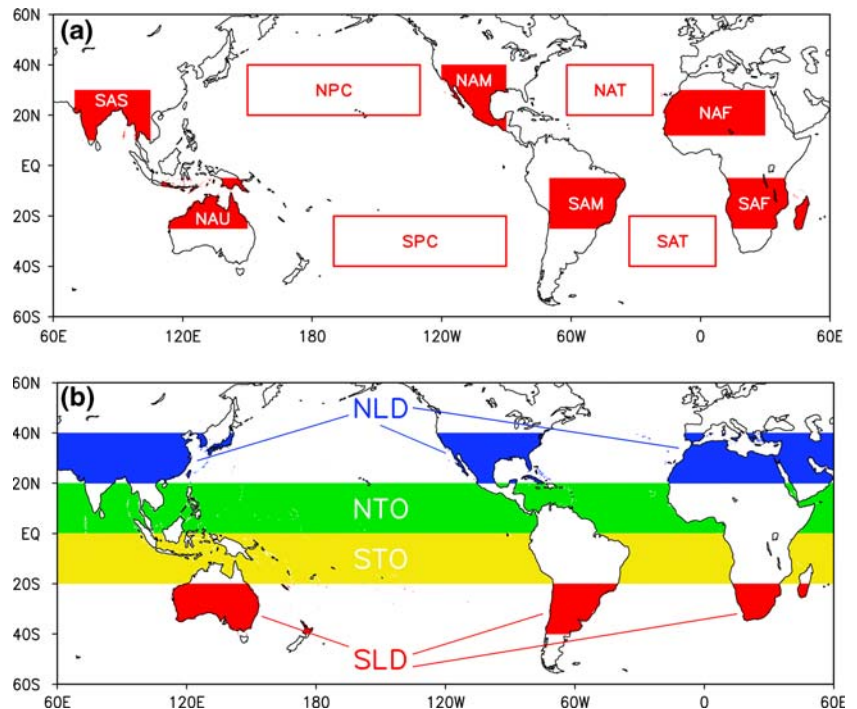 (a)
60N
40N
20N
EQ
20S
40S
60S
SAS
NPC
NAM
NAT
NAF
NAU
SPC
SAM
SAT
SAF
60E 120E 180 120W 60W 0 60E
(b)
60N
40N
20N
EQ
20S
40S
60S
NLD
NTO
STO
SLD
60E 120E 180 120W 60W 0 60E